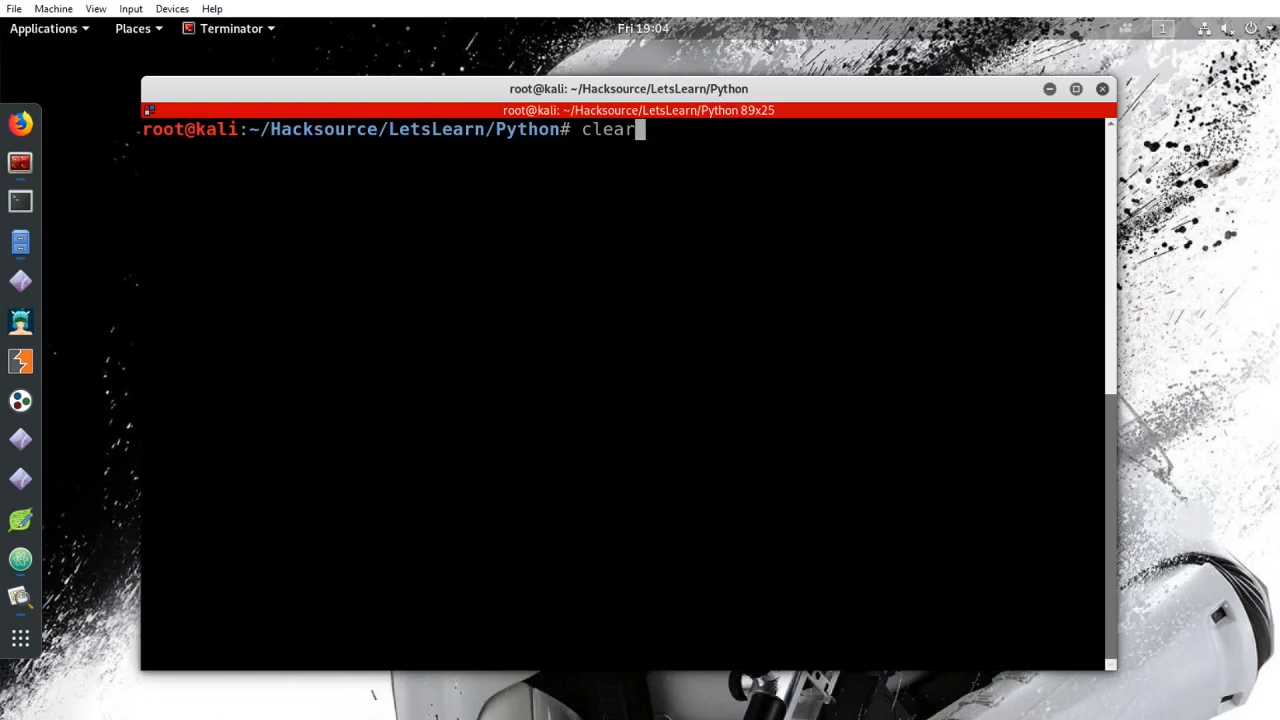 File Machine View Input Devices Help
Applications Places Terminator Fri 19:04 1
root@kali: ~/Hacksource/LetsLearn/Python
root@kali: ~/Hacksource/LetsLearn/Python 89x25
root@kali:~/Hacksource/LetsLearn/Python# clear